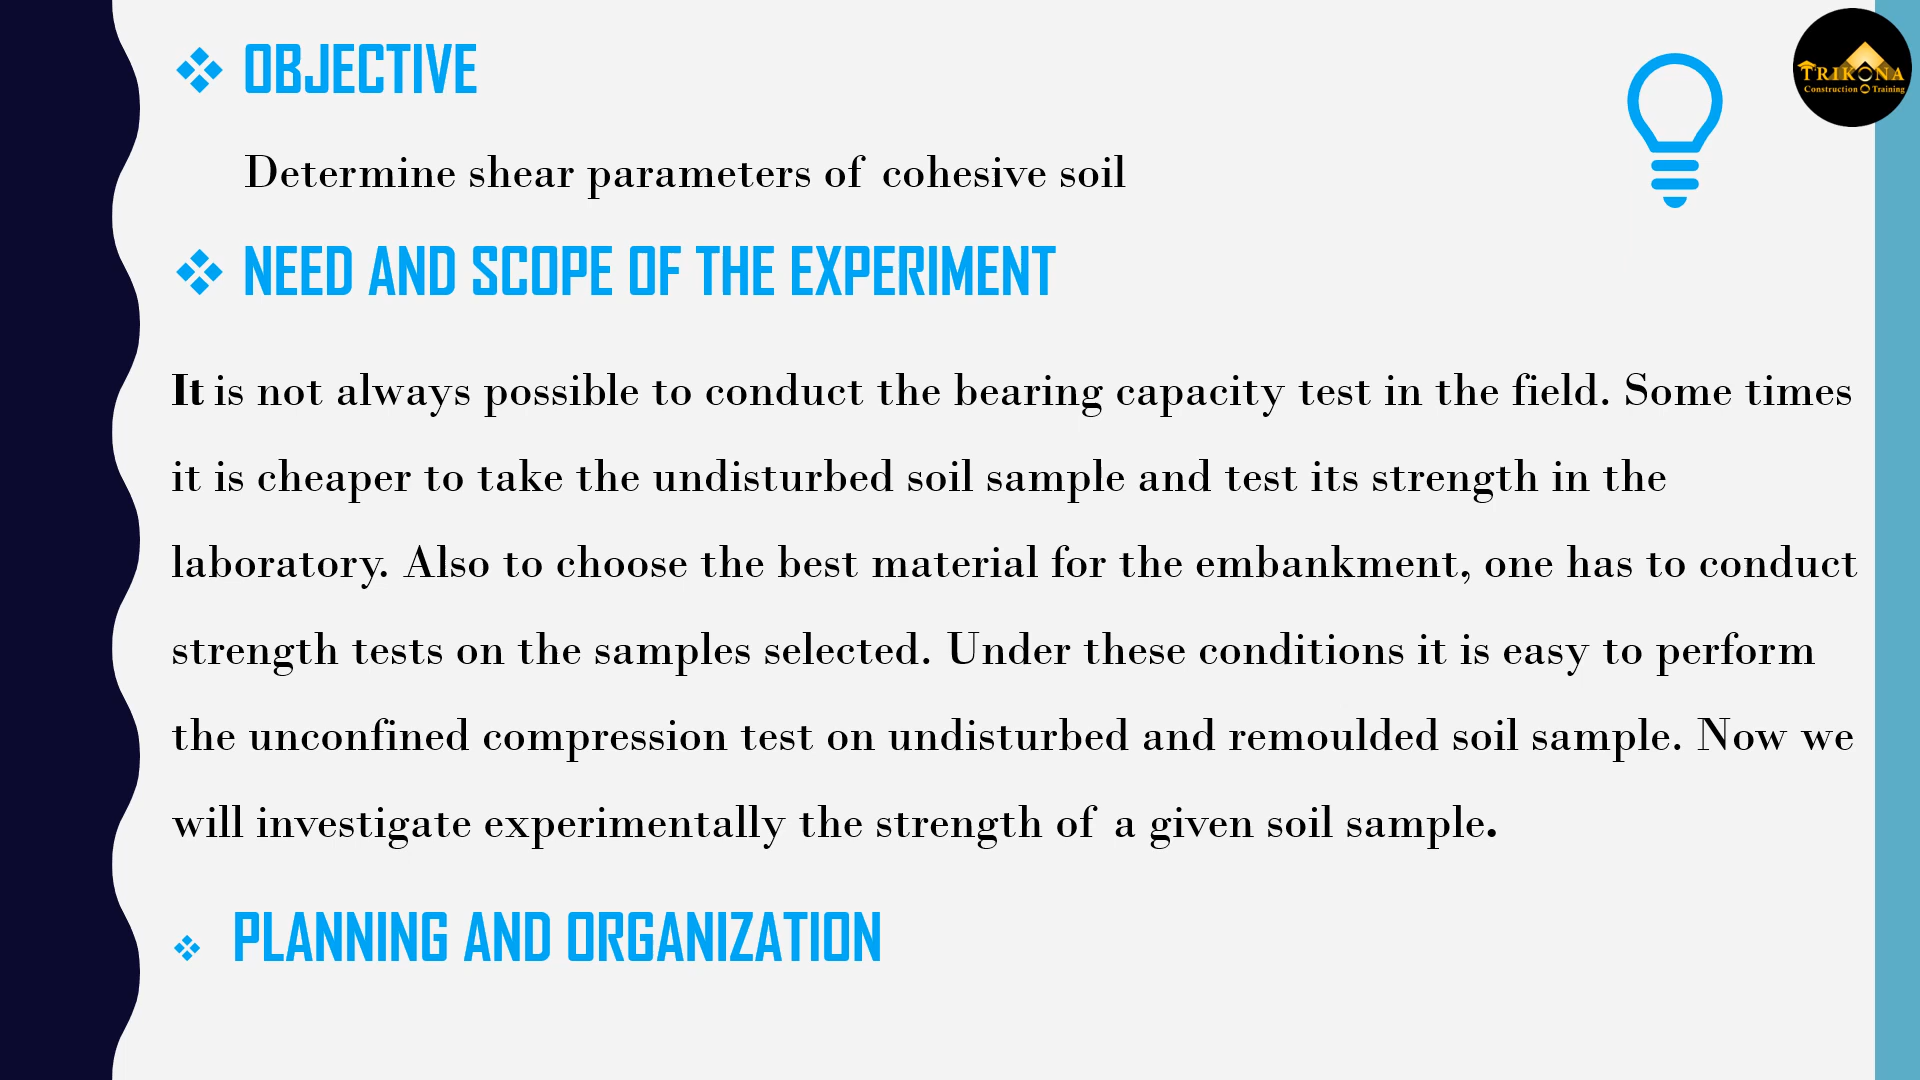 OBJECTIVE
TRIKONA
Construction Training
Determine shear parameters of cohesive soil
NEED AND SCOPE OF THE EXPERIMENT
It is not always possible to conduct the bearing capacity test in the field. Some times
it is cheaper to take the undisturbed soil sample and test its strength in the
laboratory. Also to choose the best material for the embankment, one has to conduct
strength tests on the samples selected. Under these conditions it is easy to perform
the unconfined compression test on undisturbed and remoulded soil sample. Now we
will investigate experimentally the strength of a given soil sample.
PLANNING AND ORGANIZATION